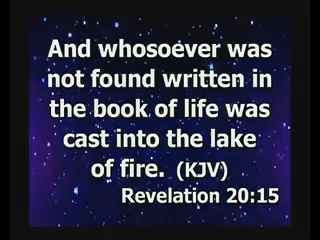 And whosoever was
not found written in
the book of life was
cast into the lake
of fire. (KJV)
Revelation 20:15